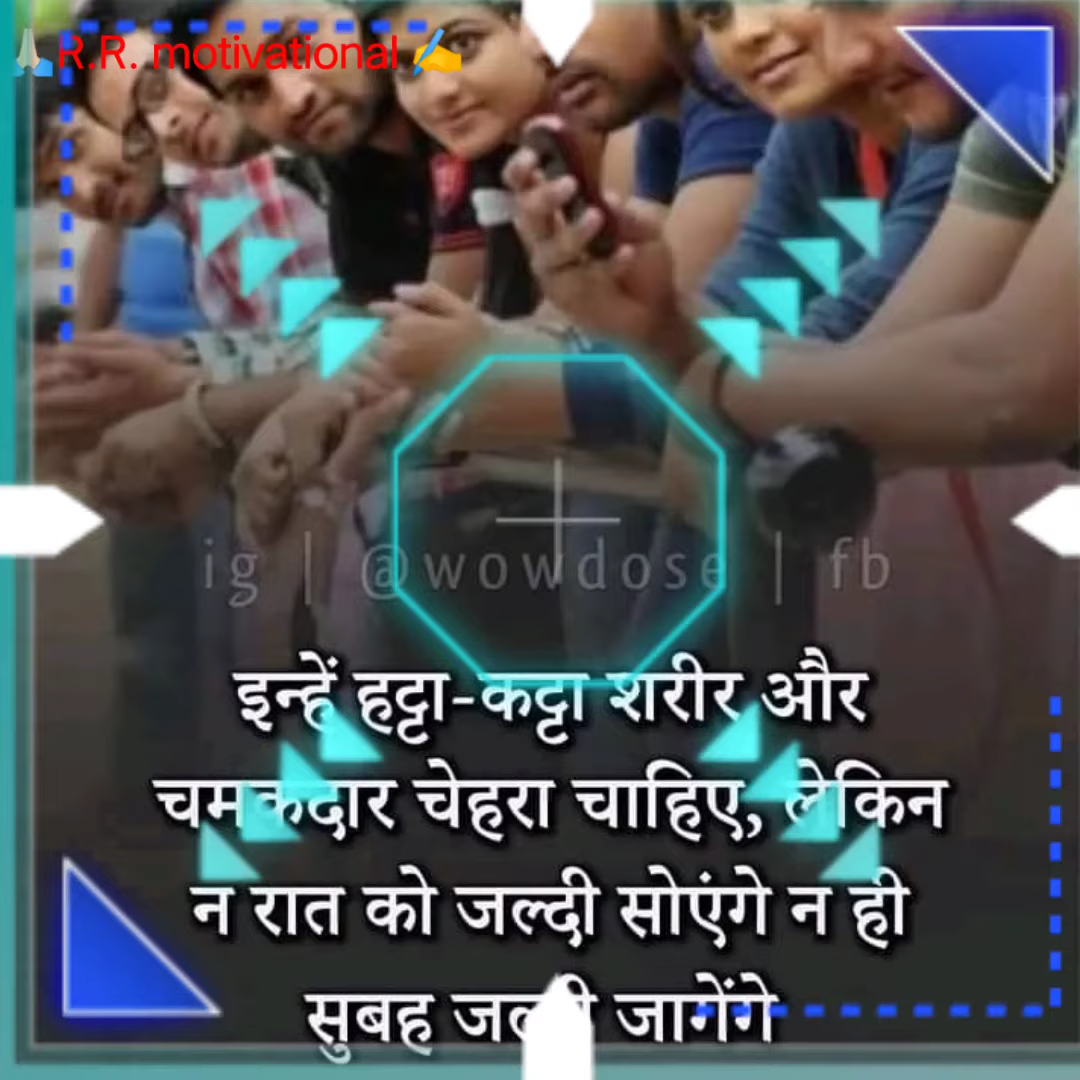 🙏🏻R.R. motivational ✍️
ig | @wowdose | fb
इन्हें हट्टा-कट्टा शरीर और
चमकदार चेहरा चाहिए, लेकिन
न रात को जल्दी सोएंगे न ही
सुबह जल्दी जागेंगे